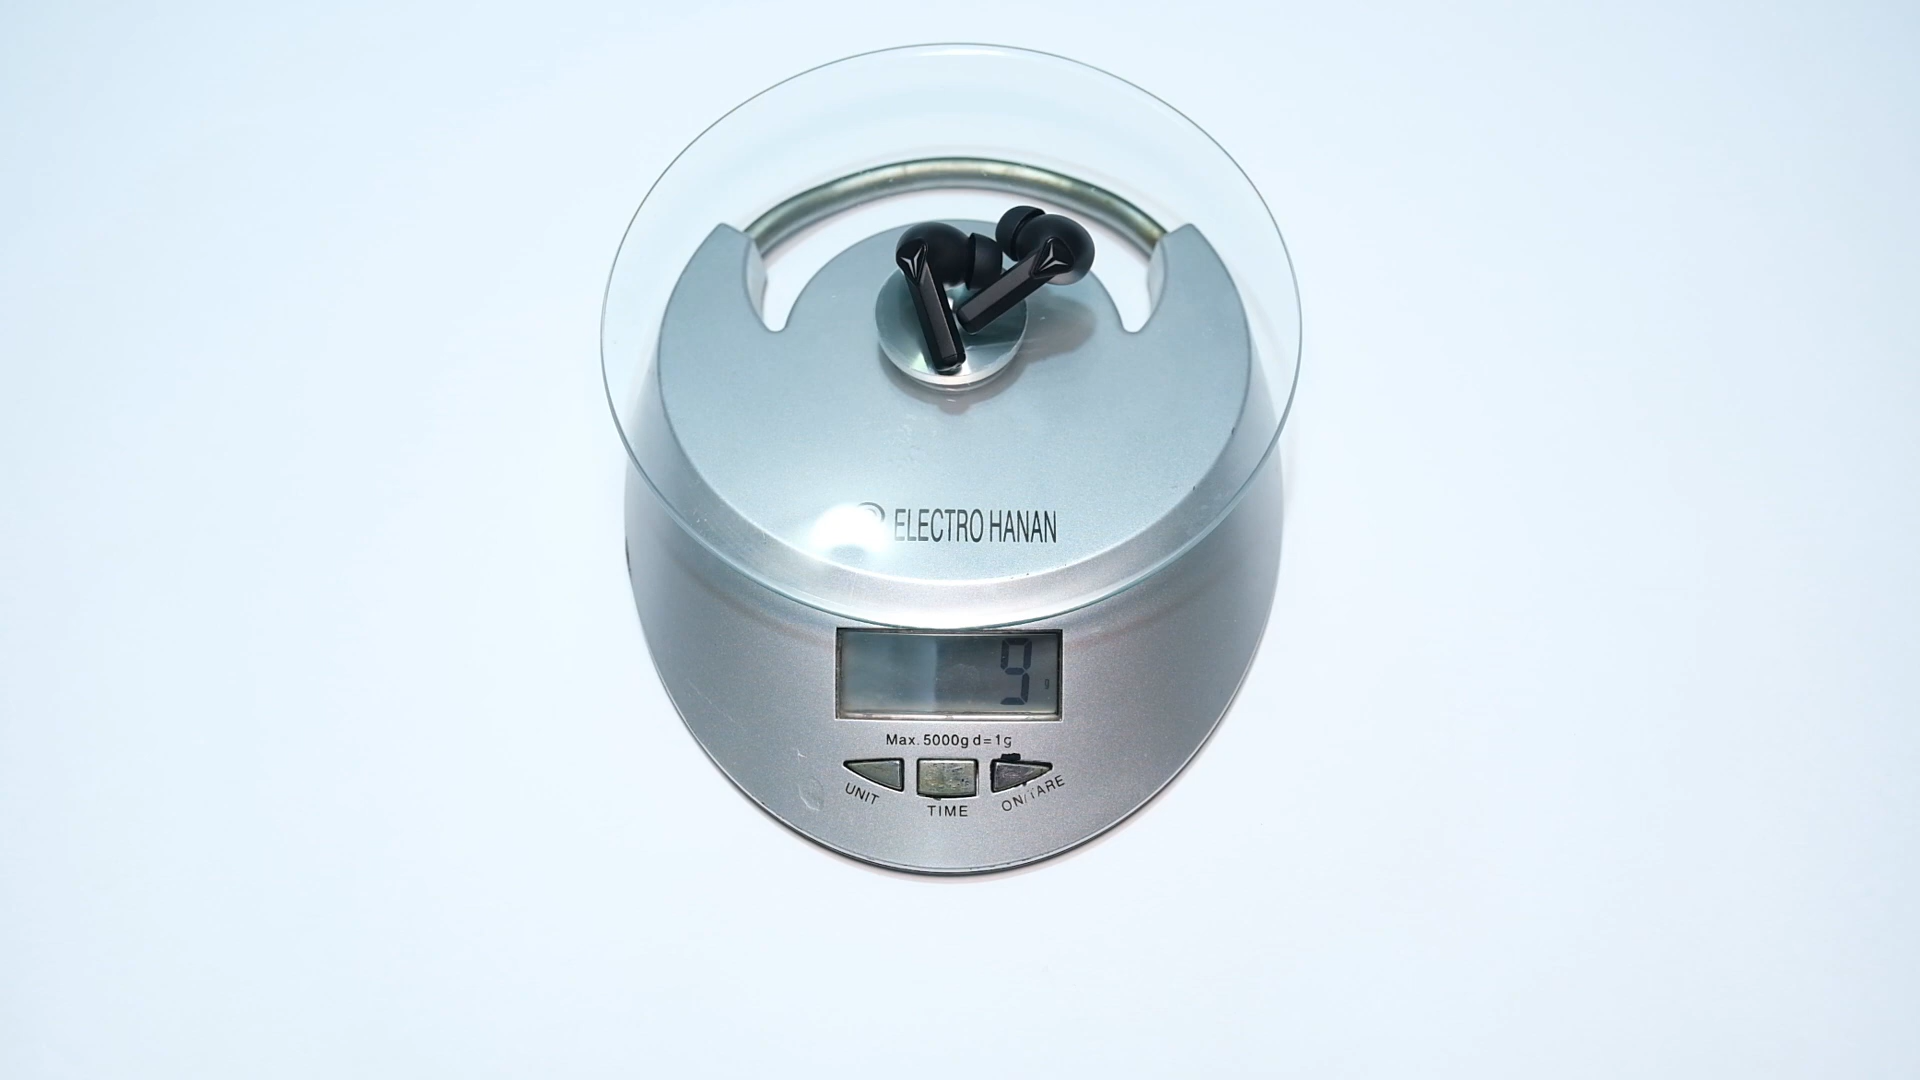 ELECTRO HANAN
9 g
Max. 5000g d=1g
UNIT
TIME
ON/TARE